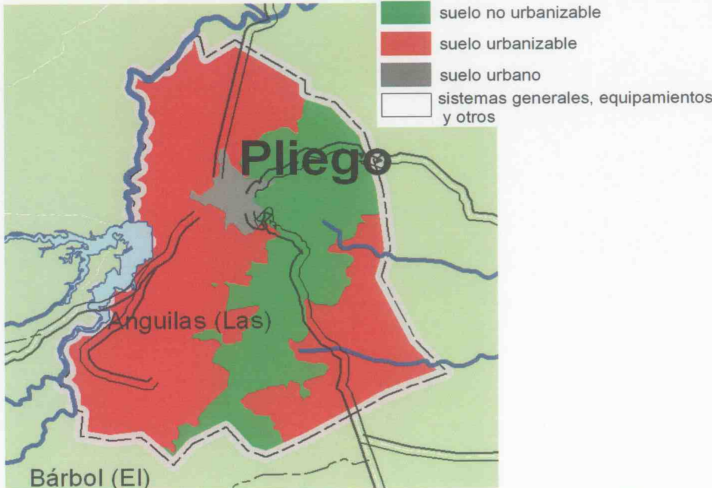 suelo no urbanizable
suelo urbanizable
suelo urbano
sistemas generales, equipamientos
y otros
Pliego
Anguilas (Las)
Bárbol (El)